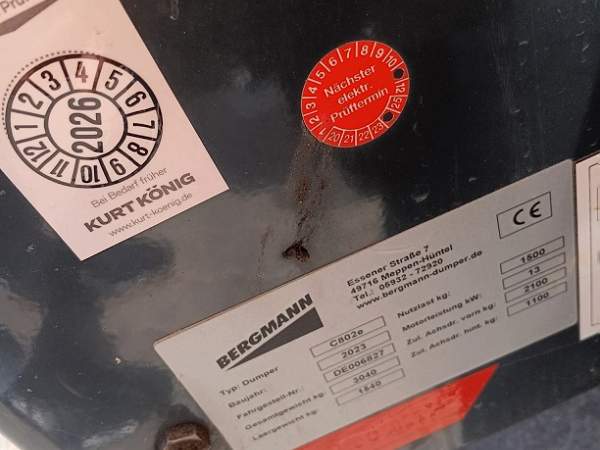 Prüf
1 2 3 4 5 6 7 8 9 10 11 12
2026
Bei Bedarf früher
KURT KÖNIG
www.kurt-koenig.de
1 2 3 4 5 6 7 8 9 10 12
Nächster
elektr.
Prüftermin
20 21 22 23 25
CE
Essener Straße 7
49716 Meppen-Hüntel
Tel.: 05932 - 72920
www.bergmann-dumper.de
BERGMANN
Typ: Dumper C802e
Baujahr: 2023
Fahrgestell-Nr.: DE006827
Gesamtgewicht kg: 3040
Leergewicht kg: 1540
Nutzlast kg: 1500
Motorleistung kW: 13
Zul. Achsdr. vorn kg: 2100
Zul. Achsdr. hint. kg: 1100